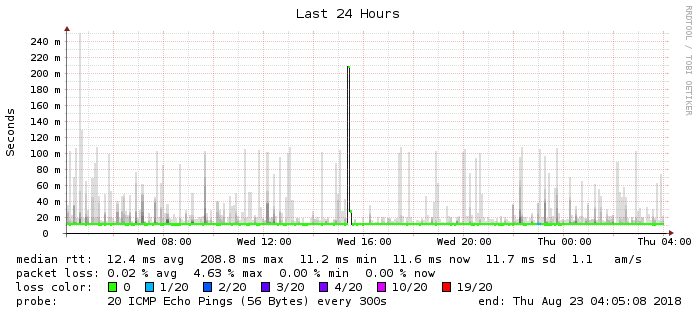 Last 24 Hours
RRDTOOL / TOBI OETIKER
Seconds
240 m
220 m
200 m
180 m
160 m
140 m
120 m
100 m
80 m
60 m
40 m
20 m
0
Wed 08:00 Wed 12:00 Wed 16:00 Wed 20:00 Thu 00:00 Thu 04:00
median rtt: 12.4 ms avg 208.8 ms max 11.2 ms min 11.6 ms now 11.7 ms sd 1.1 am/s
packet loss: 0.02 % avg 4.63 % max 0.00 % min 0.00 % now
loss color: 0 1/20 2/20 3/20 4/20 10/20 19/20
probe: 20 ICMP Echo Pings (56 Bytes) every 300s end: Thu Aug 23 04:05:08 2018